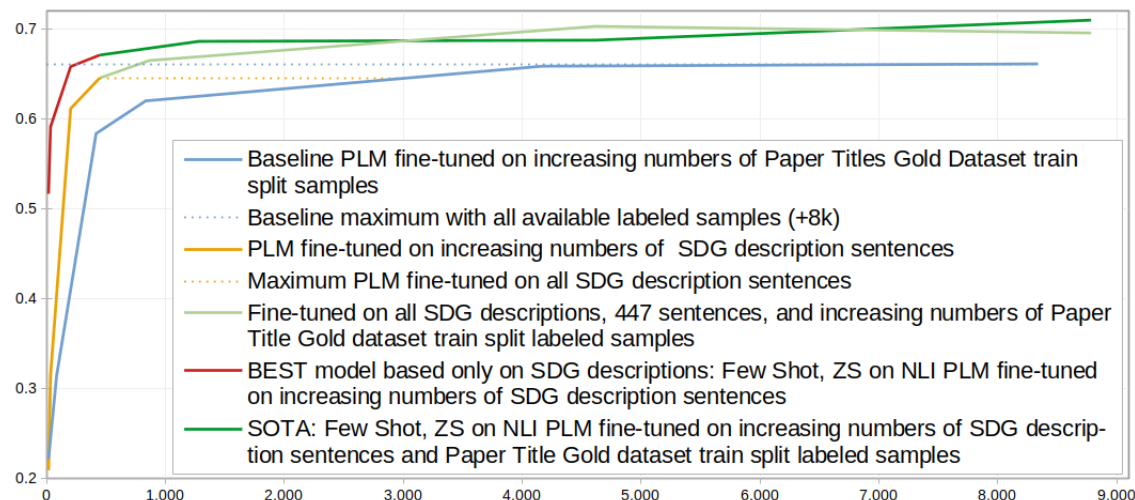 0.7
0.6
0.5
0.4
0.3
0.2
Baseline PLM fine-tuned on increasing numbers of Paper Titles Gold Dataset train
split samples
Baseline maximum with all available labeled samples (+8k)
PLM fine-tuned on increasing numbers of SDG description sentences
Maximum PLM fine-tuned on all SDG description sentences
Fine-tuned on all SDG descriptions, 447 sentences, and increasing numbers of Paper
Title Gold dataset train split labeled samples
BEST model based only on SDG descriptions: Few Shot, ZS on NLI PLM fine-tuned
on increasing numbers of SDG description sentences
SOTA: Few Shot, ZS on NLI PLM fine-tuned on increasing numbers of SDG descrip-
tion sentences and Paper Title Gold dataset train split labeled samples
0 1.000 2.000 3.000 4.000 5.000 6.000 7.000 8.000 9.000